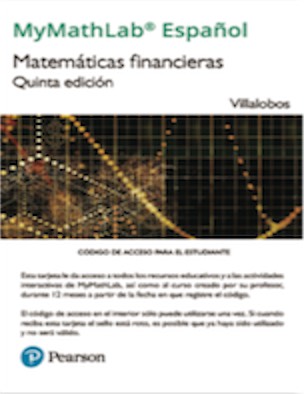 MyMathLab® Español
Matemáticas financieras
Quinta edición
Villalobos
CÓDIGO DE ACCESO PARA EL ESTUDIANTE
Esta tarjeta le da acceso a todos los recursos educativos y a las actividades
interactivas de MyMathLab, así como al curso creado por su profesor,
durante 12 meses a partir de la fecha en que registre el código.
El código de acceso en el interior sólo puede utilizarse una vez. Si cuando
reciba esta tarjeta el sello está roto, es posible que ya haya sido utilizado
y no será válido.
Pearson